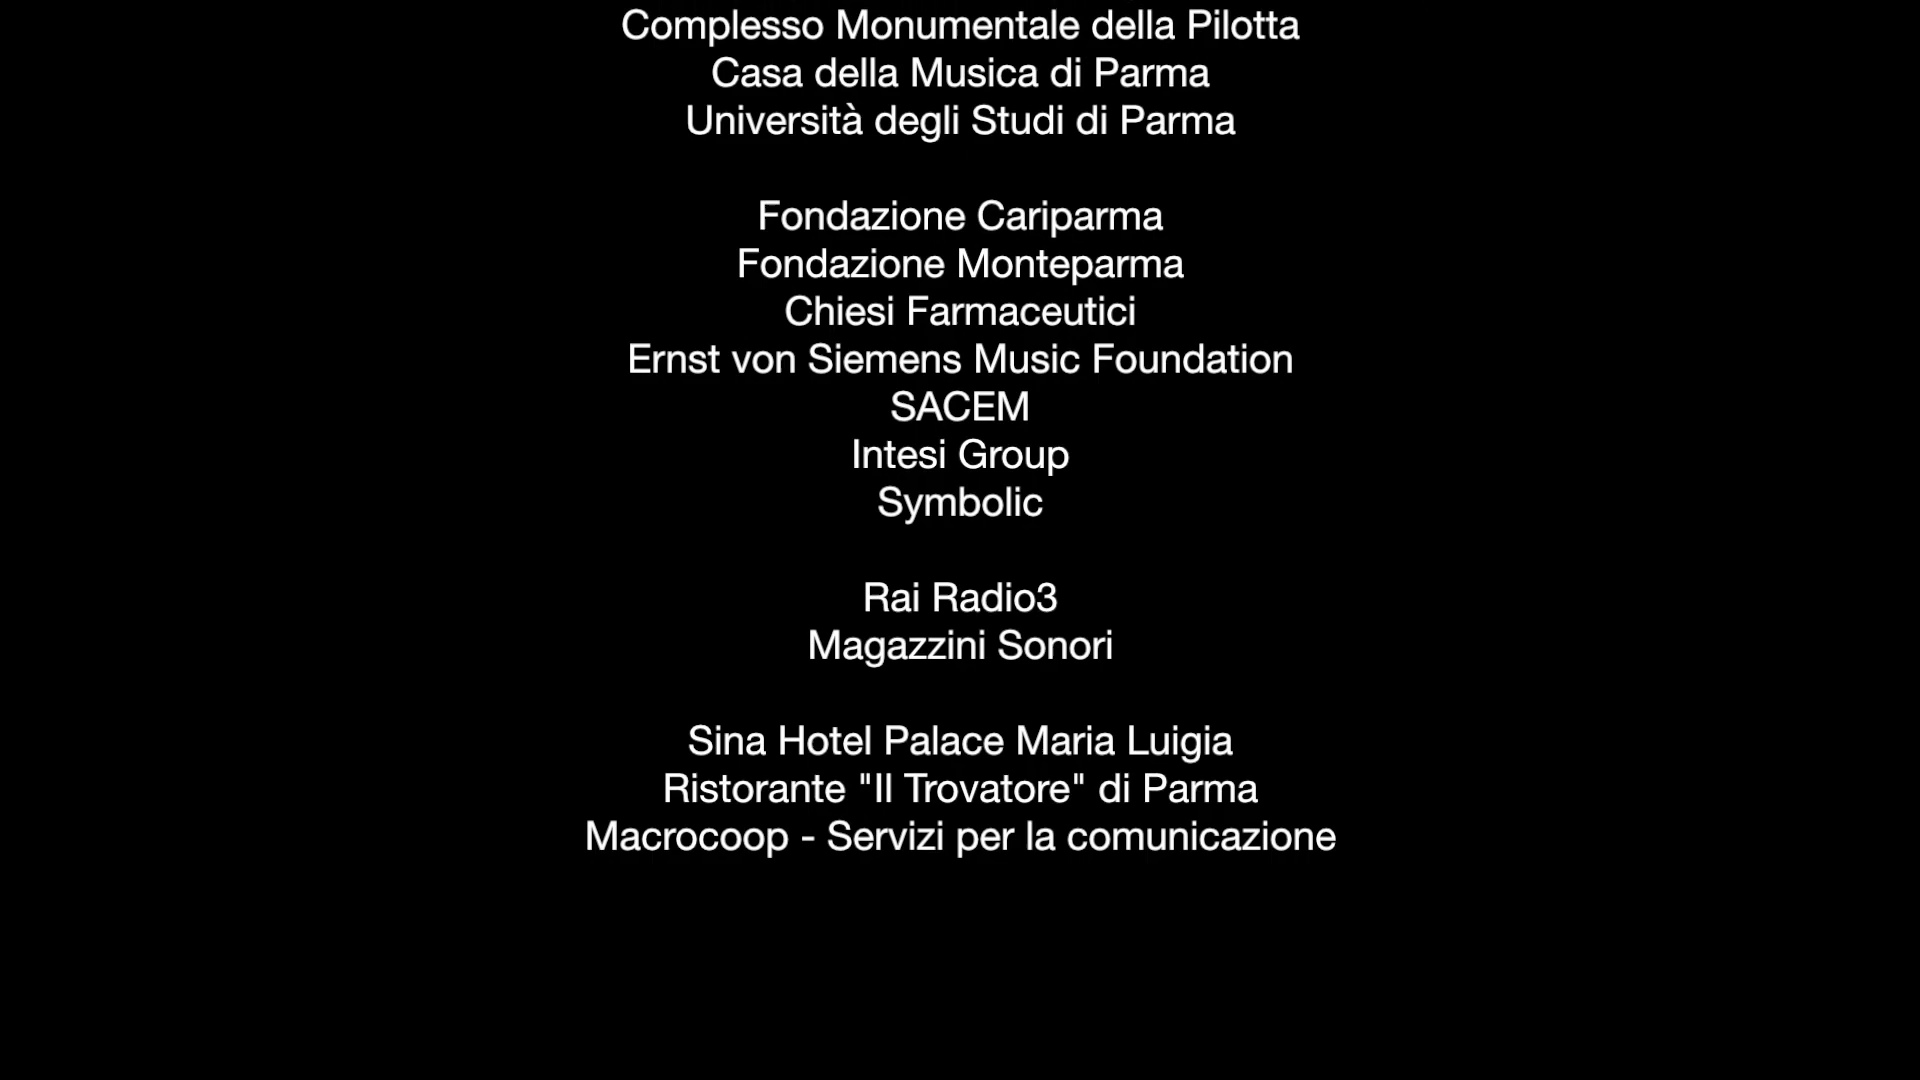 Complesso Monumentale della Pilotta
Casa della Musica di Parma
Università degli Studi di Parma
Fondazione Cariparma
Fondazione Monteparma
Chiesi Farmaceutici
Ernst von Siemens Music Foundation
SACEM
Intesi Group
Symbolic
Rai Radio3
Magazzini Sonori
Sina Hotel Palace Maria Luigia
Ristorante "Il Trovatore" di Parma
Macrocoop - Servizi per la comunicazione